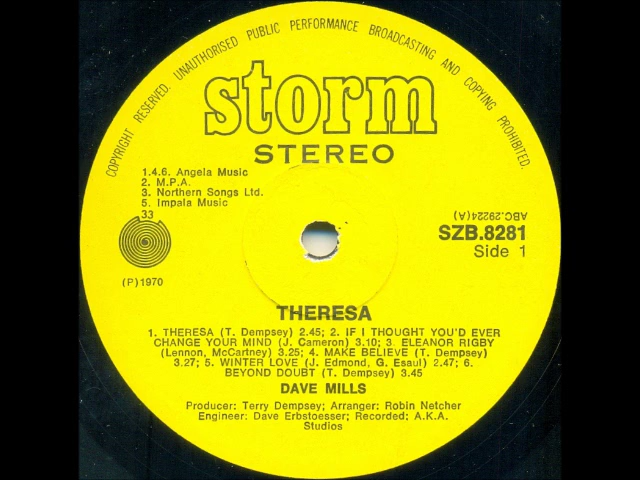 COPYRIGHT RESERVED. UNAUTHORISED PUBLIC PERFORMANCE BROADCASTING AND COPYING PROHIBITED.
storm
STEREO
1.4.6. Angela Music
2. M.P.A.
3. Northern Songs Ltd.
5. Impala Music
33
ABC.29224(A)
SZB.8281
Side 1
(P)1970
THERESA
1. THERESA (T. Dempsey) 2.45; 2. IF I THOUGHT YOU'D EVER
CHANGE YOUR MIND (J. Cameron) 3.10; 3. ELEANOR RIGBY
(Lennon, McCartney) 3.25; 4. MAKE BELIEVE (T. Dempsey)
3.27; 5. WINTER LOVE (J. Edmond, G. Esaul) 2.47; 6.
BEYOND DOUBT (T. Dempsey) 3.45
DAVE MILLS
Producer: Terry Dempsey; Arranger: Robin Netcher
Engineer: Dave Erbstoesser; Recorded; A.K.A.
Studios